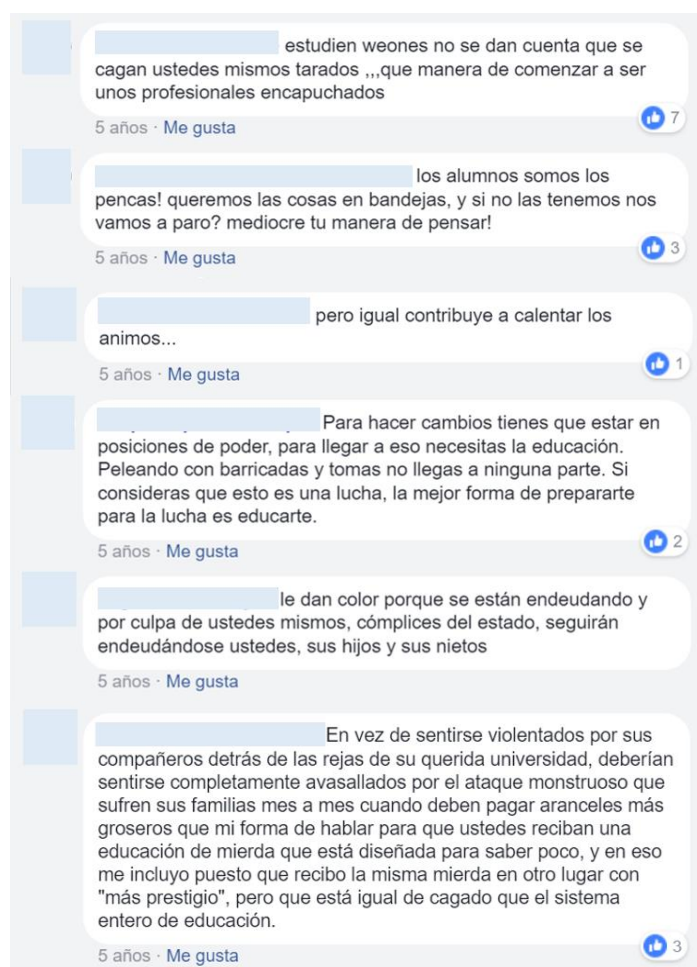 estudien weones no se dan cuenta que se
cagan ustedes mismos tarados ,,,que manera de comenzar a ser
unos profesionales encapuchados
7
5 años · Me gusta
los alumnos somos los
pencas! queremos las cosas en bandejas, y si no las tenemos nos
vamos a paro? mediocre tu manera de pensar!
3
5 años · Me gusta
pero igual contribuye a calentar los
animos...
1
5 años · Me gusta
Para hacer cambios tienes que estar en
posiciones de poder, para llegar a eso necesitas la educación.
Peleando con barricadas y tomas no llegas a ninguna parte. Si
consideras que esto es una lucha, la mejor forma de prepararte
para la lucha es educarte.
2
5 años · Me gusta
le dan color porque se están endeudando y
por culpa de ustedes mismos, cómplices del estado, seguirán
endeudándose ustedes, sus hijos y sus nietos
5 años · Me gusta
En vez de sentirse violentados por sus
compañeros detrás de las rejas de su querida universidad, deberían
sentirse completamente avasallados por el ataque monstruoso que
sufren sus familias mes a mes cuando deben pagar aranceles más
groseros que mi forma de hablar para que ustedes reciban una
educación de mierda que está diseñada para saber poco, y en eso
me incluyo puesto que recibo la misma mierda en otro lugar con
"más prestigio", pero que está igual de cagado que el sistema
entero de educación.
3
5 años · Me gusta